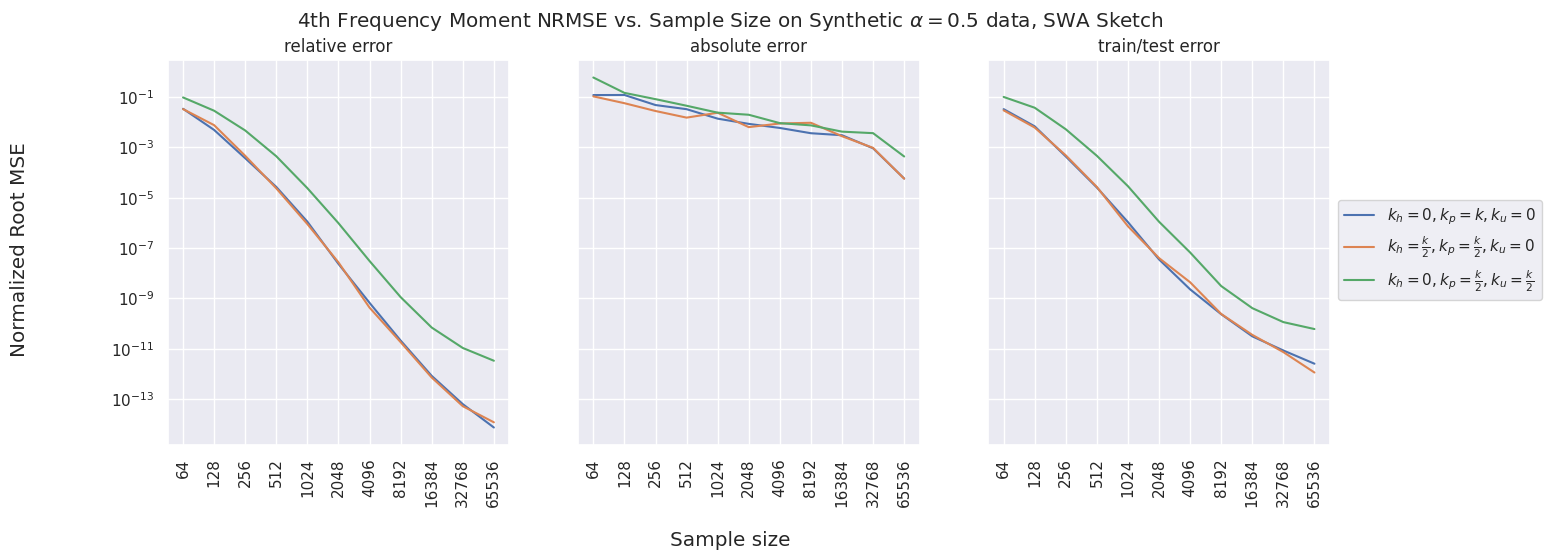 4th Frequency Moment NRMSE vs. Sample Size on Synthetic α = 0.5 data, SWA Sketch
relative error
absolute error
train/test error
Normalized Root MSE
10⁻¹
10⁻³
10⁻⁵
10⁻⁷
10⁻⁹
10⁻¹¹
10⁻¹³
64 128 256 512 1024 2048 4096 8192 16384 32768 65536
64 128 256 512 1024 2048 4096 8192 16384 32768 65536
64 128 256 512 1024 2048 4096 8192 16384 32768 65536
Sample size
k_h = 0, k_p = k, k_u = 0
k_h = k/2, k_p = k/2, k_u = 0
k_h = 0, k_p = k/2, k_u = k/2